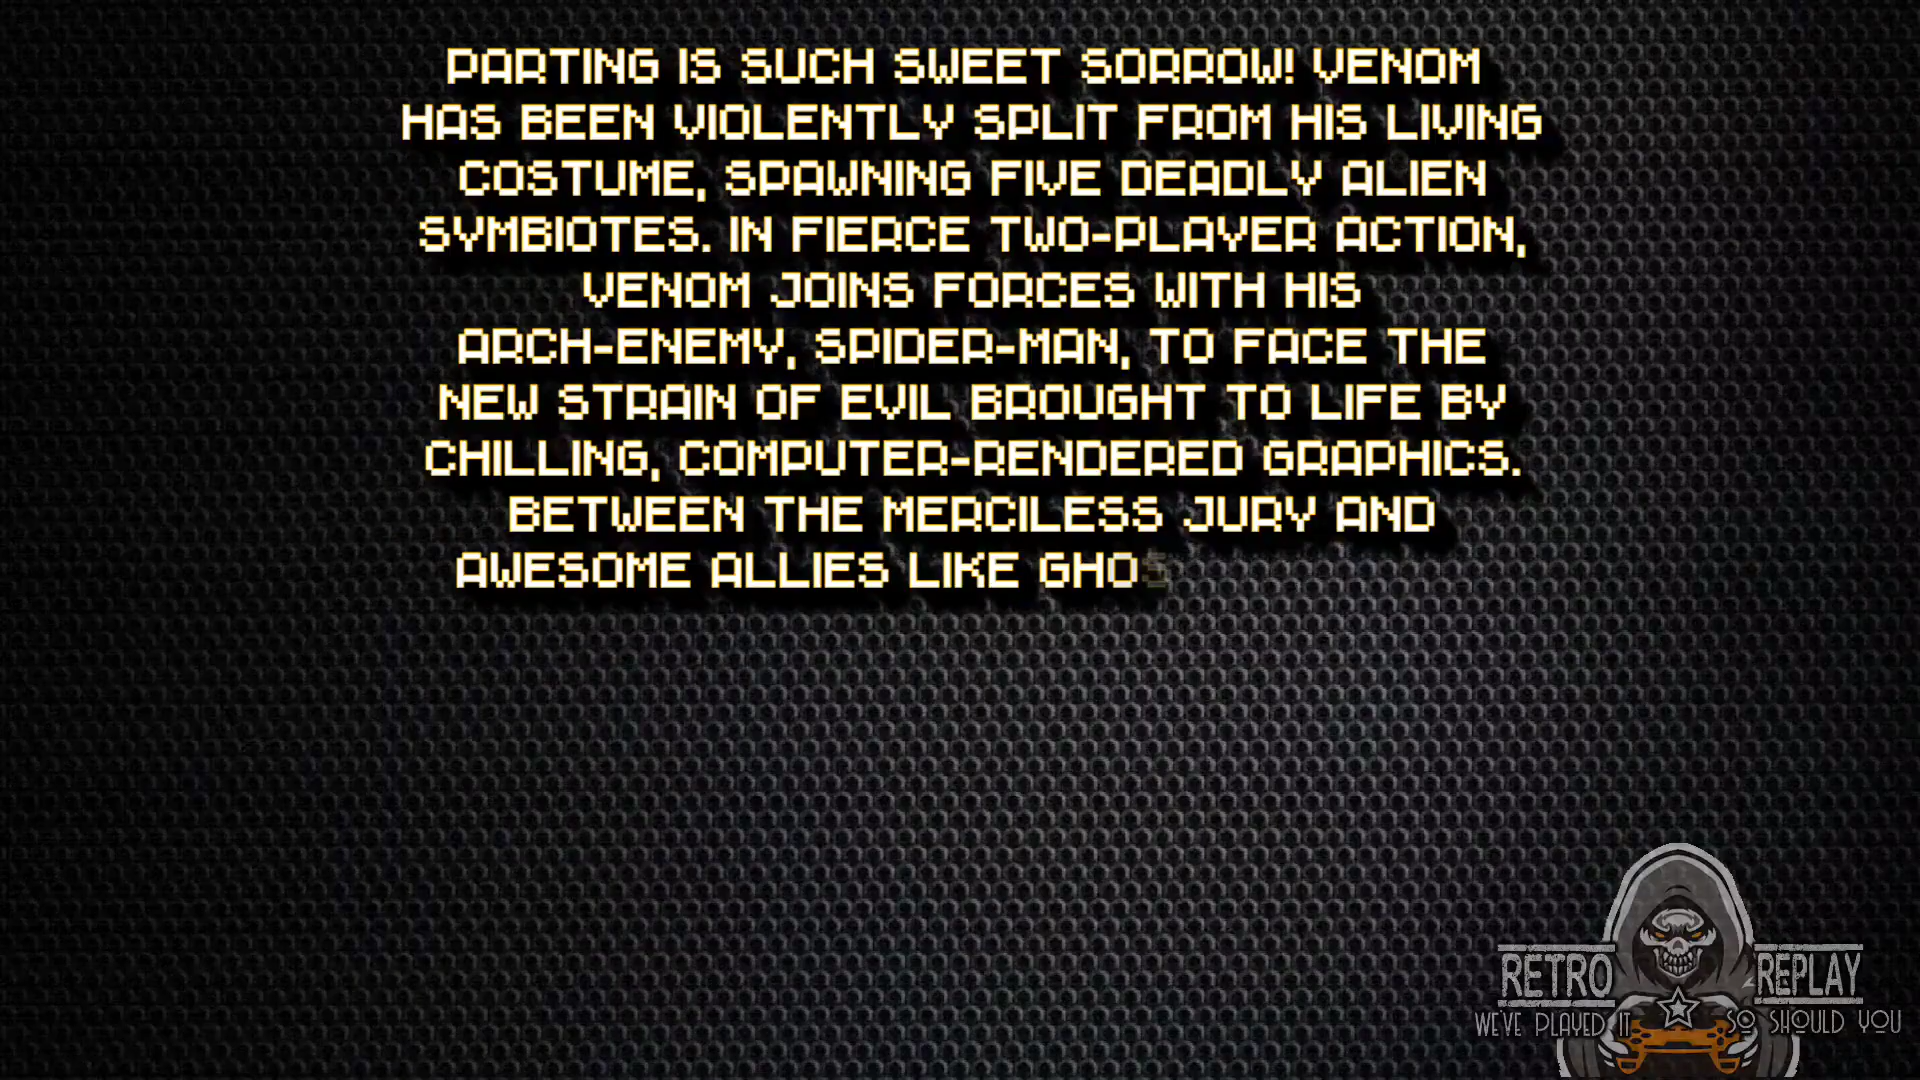 PARTING IS SUCH SWEET SORROW! VENOM
HAS BEEN VIOLENTLY SPLIT FROM HIS LIVING
COSTUME, SPAWNING FIVE DEADLY ALIEN
SYMBIOTES. IN FIERCE TWO-PLAYER ACTION,
VENOM JOINS FORCES WITH HIS
ARCH-ENEMY, SPIDER-MAN, TO FACE THE
NEW STRAIN OF EVIL BROUGHT TO LIFE BY
CHILLING, COMPUTER-RENDERED GRAPHICS.
BETWEEN THE MERCILESS JURY AND
AWESOME ALLIES LIKE GHOS
RETRO REPLAY
WE'VE PLAYED IT SO SHOULD YOU